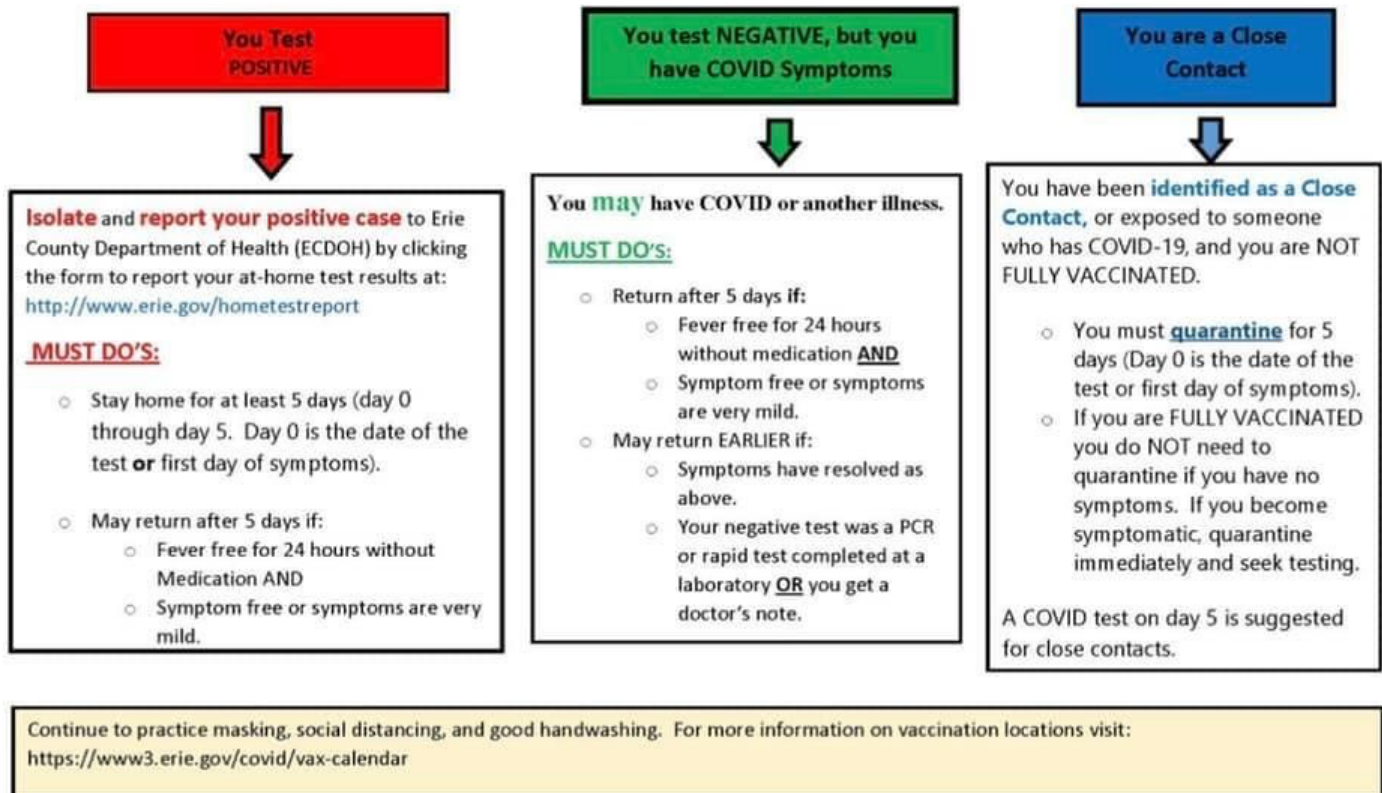 You Test
POSITIVE
Isolate and report your positive case to Erie
County Department of Health (ECDOH) by clicking
the form to report your at-home test results at:
http://www.erie.gov/hometestreport
MUST DO'S:
○ Stay home for at least 5 days (day 0
through day 5. Day 0 is the date of the
test or first day of symptoms).
○ May return after 5 days if:
○ Fever free for 24 hours without
Medication AND
○ Symptom free or symptoms are very
mild.
You test NEGATIVE, but you
have COVID Symptoms
You may have COVID or another illness.
MUST DO'S:
○ Return after 5 days if:
○ Fever free for 24 hours
without medication AND
○ Symptom free or symptoms
are very mild.
○ May return EARLIER if:
○ Symptoms have resolved as
above.
○ Your negative test was a PCR
or rapid test completed at a
laboratory OR you get a
doctor's note.
You are a Close
Contact
You have been identified as a Close
Contact, or exposed to someone
who has COVID-19, and you are NOT
FULLY VACCINATED.
○ You must quarantine for 5
days (Day 0 is the date of the
test or first day of symptoms).
○ If you are FULLY VACCINATED
you do NOT need to
quarantine if you have no
symptoms. If you become
symptomatic, quarantine
immediately and seek testing.
A COVID test on day 5 is suggested
for close contacts.
Continue to practice masking, social distancing, and good handwashing. For more information on vaccination locations visit:
https://www3.erie.gov/covid/vax-calendar